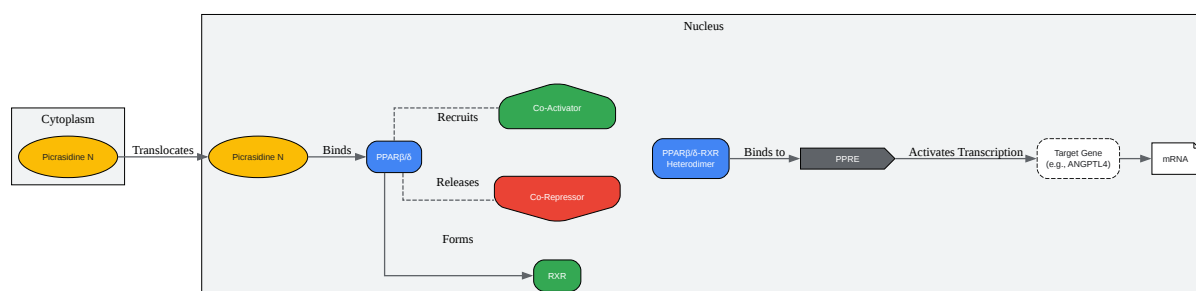 Nucleus
Cytoplasm
Picrasidine N
Translocates
Picrasidine N
Binds
PPARβ/δ
Recruits
Co-Activator
Releases
Co-Repressor
Forms
RXR
PPARβ/δ-RXR
Heterodimer
Binds to
PPRE
Activates Transcription
Target Gene
(e.g., ANGPTL4)
mRNA